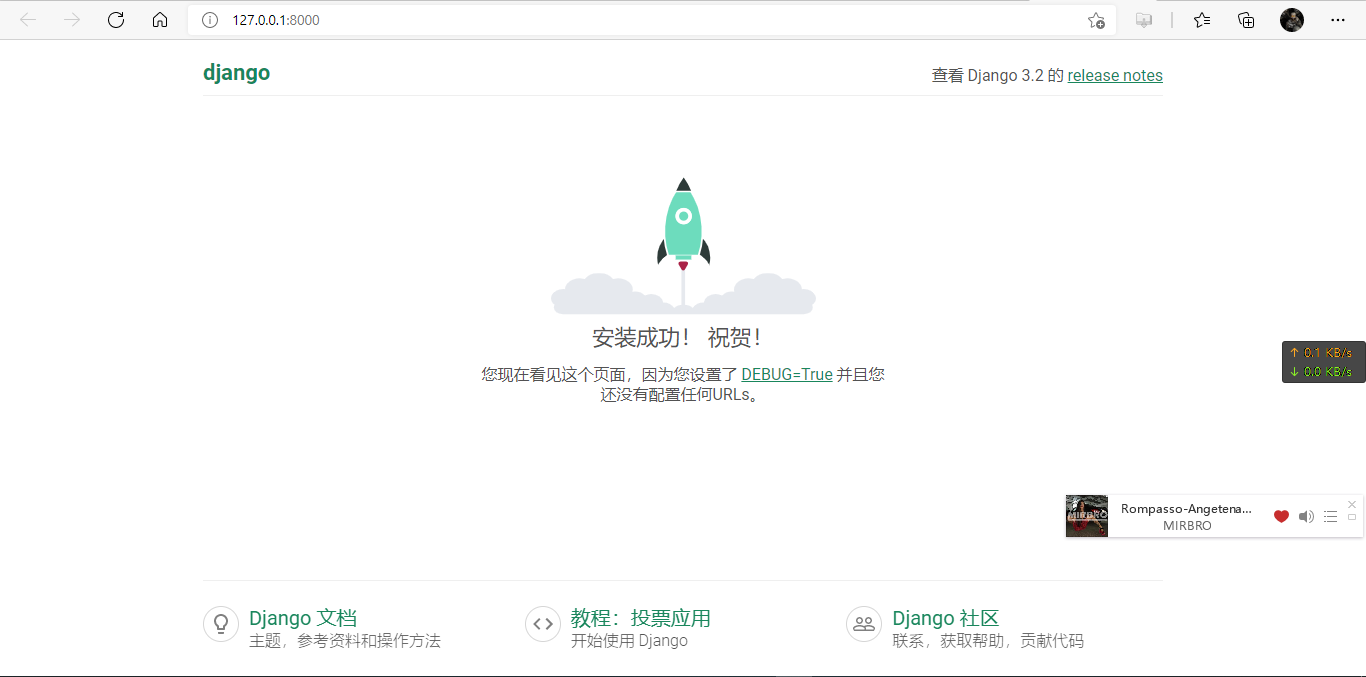 127.0.0.1:8000
django
查看 Django 3.2 的 release notes
安装成功！ 祝贺！
您现在看见这个页面，因为您设置了 DEBUG=True 并且您
还没有配置任何URLs。
↑ 0.1 KB/s
↓ 0.0 KB/s
MIRBRO
Rompasso-Angetena...
MIRBRO
Django 文档
主题，参考资料和操作方法
教程：投票应用
开始使用 Django
Django 社区
联系，获取帮助，贡献代码